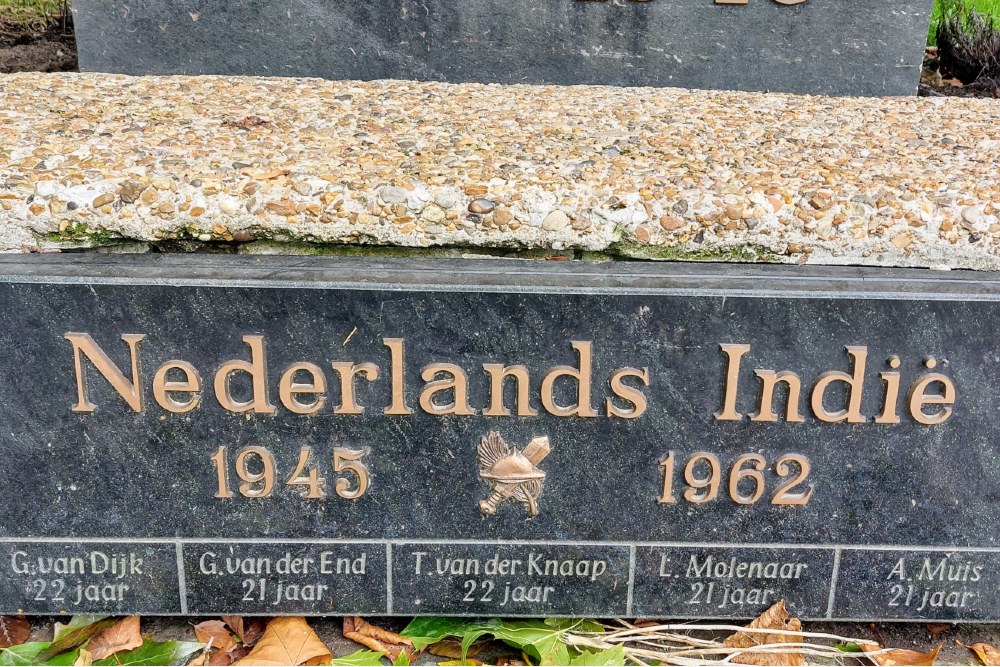 Nederlands Indië
1945 1962
G. van Dijk
22 jaar
G. van der End
21 jaar
T. van der Knaap
22 jaar
L. Molenaar
21 jaar
A. Muis
21 jaar